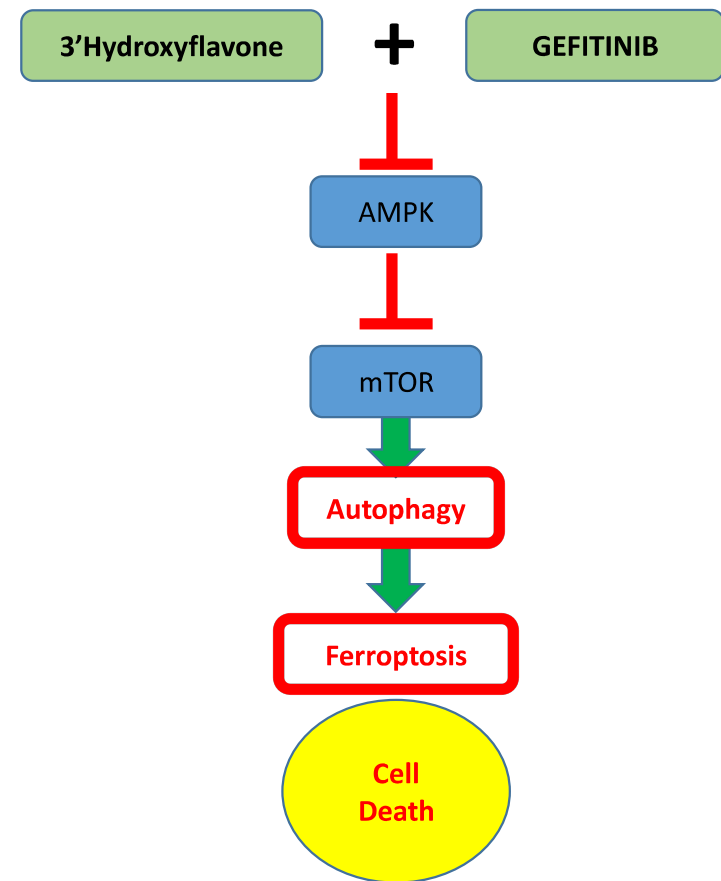 3’Hydroxyflavone
+
GEFITINIB
AMPK
mTOR
Autophagy
Ferroptosis
Cell
Death